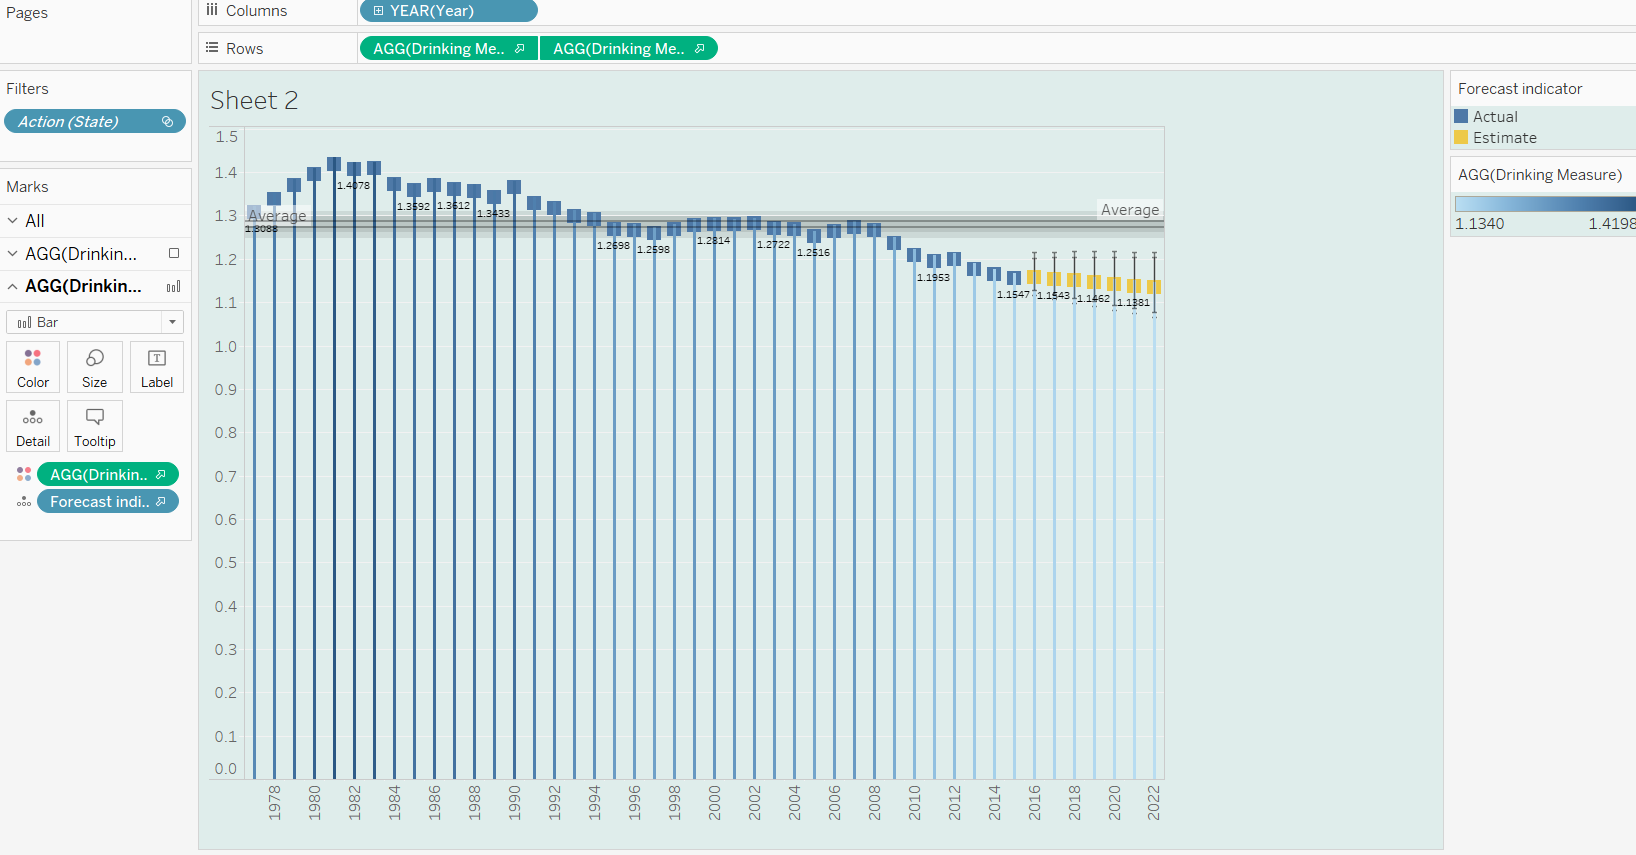 Pages
Columns
YEAR(Year)
Rows
AGG(Drinking Me..
AGG(Drinking Me..
Filters
Action (State)
Marks
All
AGG(Drinkin...
AGG(Drinkin...
Bar
Color
Size
Label
Detail
Tooltip
AGG(Drinkin..
Forecast indi..
Sheet 2
1.5
1.4
1.3
1.2
1.1
1.0
0.9
0.8
0.7
0.6
0.5
0.4
0.3
0.2
0.1
0.0
Average
Average
1.3088
1.4078
1.3592
1.3612
1.3433
1.2698
1.2598
1.2814
1.2722
1.2516
1.1953
1.1547
1.1543
1.1462
1.1381
1978
1980
1982
1984
1986
1988
1990
1992
1994
1996
1998
2000
2002
2004
2006
2008
2010
2012
2014
2016
2018
2020
2022
Forecast indicator
Actual
Estimate
AGG(Drinking Measure)
1.1340
1.4198